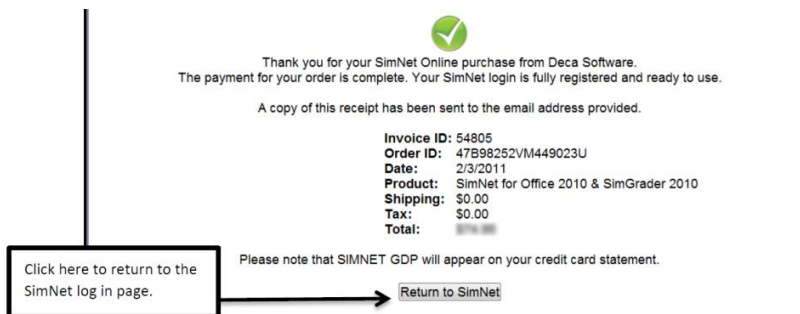 Thank you for your SimNet Online purchase from Deca Software.
The payment for your order is complete. Your SimNet login is fully registered and ready to use.
A copy of this receipt has been sent to the email address provided.
Invoice ID: 54805
Order ID: 47B98252VM449023U
Date: 2/3/2011
Product: SimNet for Office 2010 & SimGrader 2010
Shipping: $0.00
Tax: $0.00
Total:
Please note that SIMNET GDP will appear on your credit card statement.
Click here to return to the
SimNet log in page.
Return to SimNet